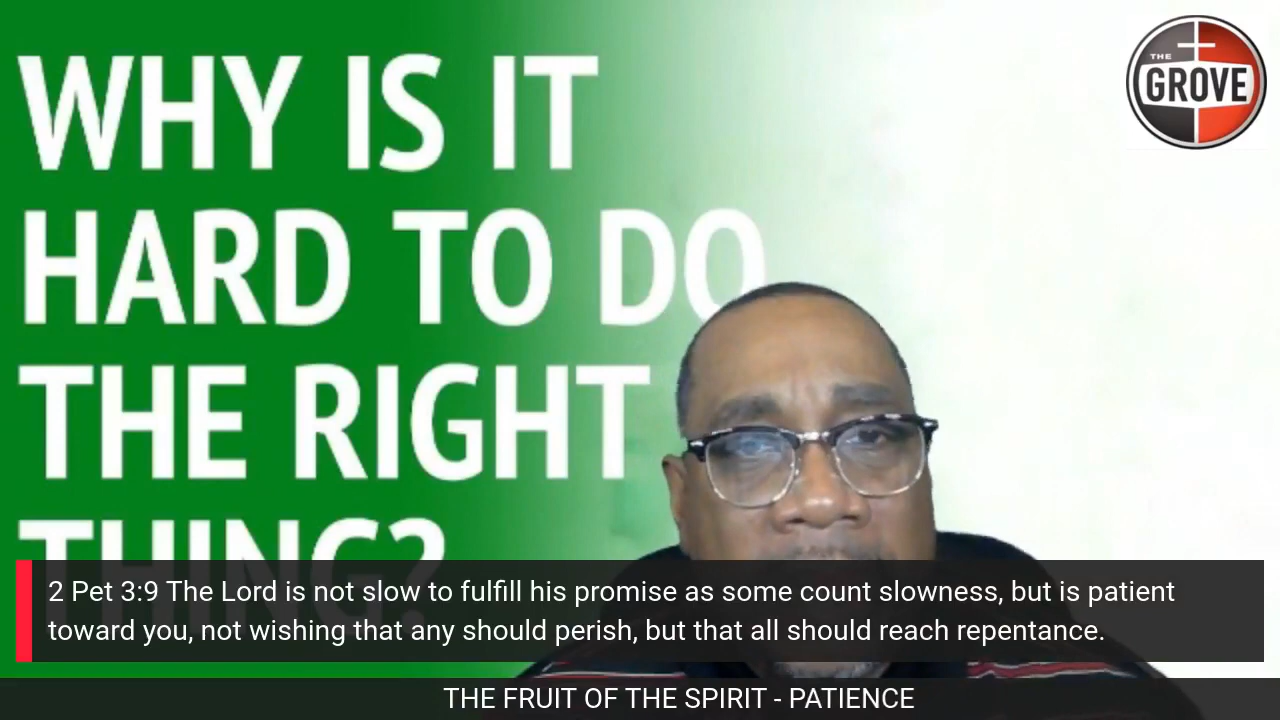 WHY IS IT
HARD TO DO
THE RIGHT
THING?
THE
GROVE
2 Pet 3:9 The Lord is not slow to fulfill his promise as some count slowness, but is patient
toward you, not wishing that any should perish, but that all should reach repentance.
THE FRUIT OF THE SPIRIT - PATIENCE